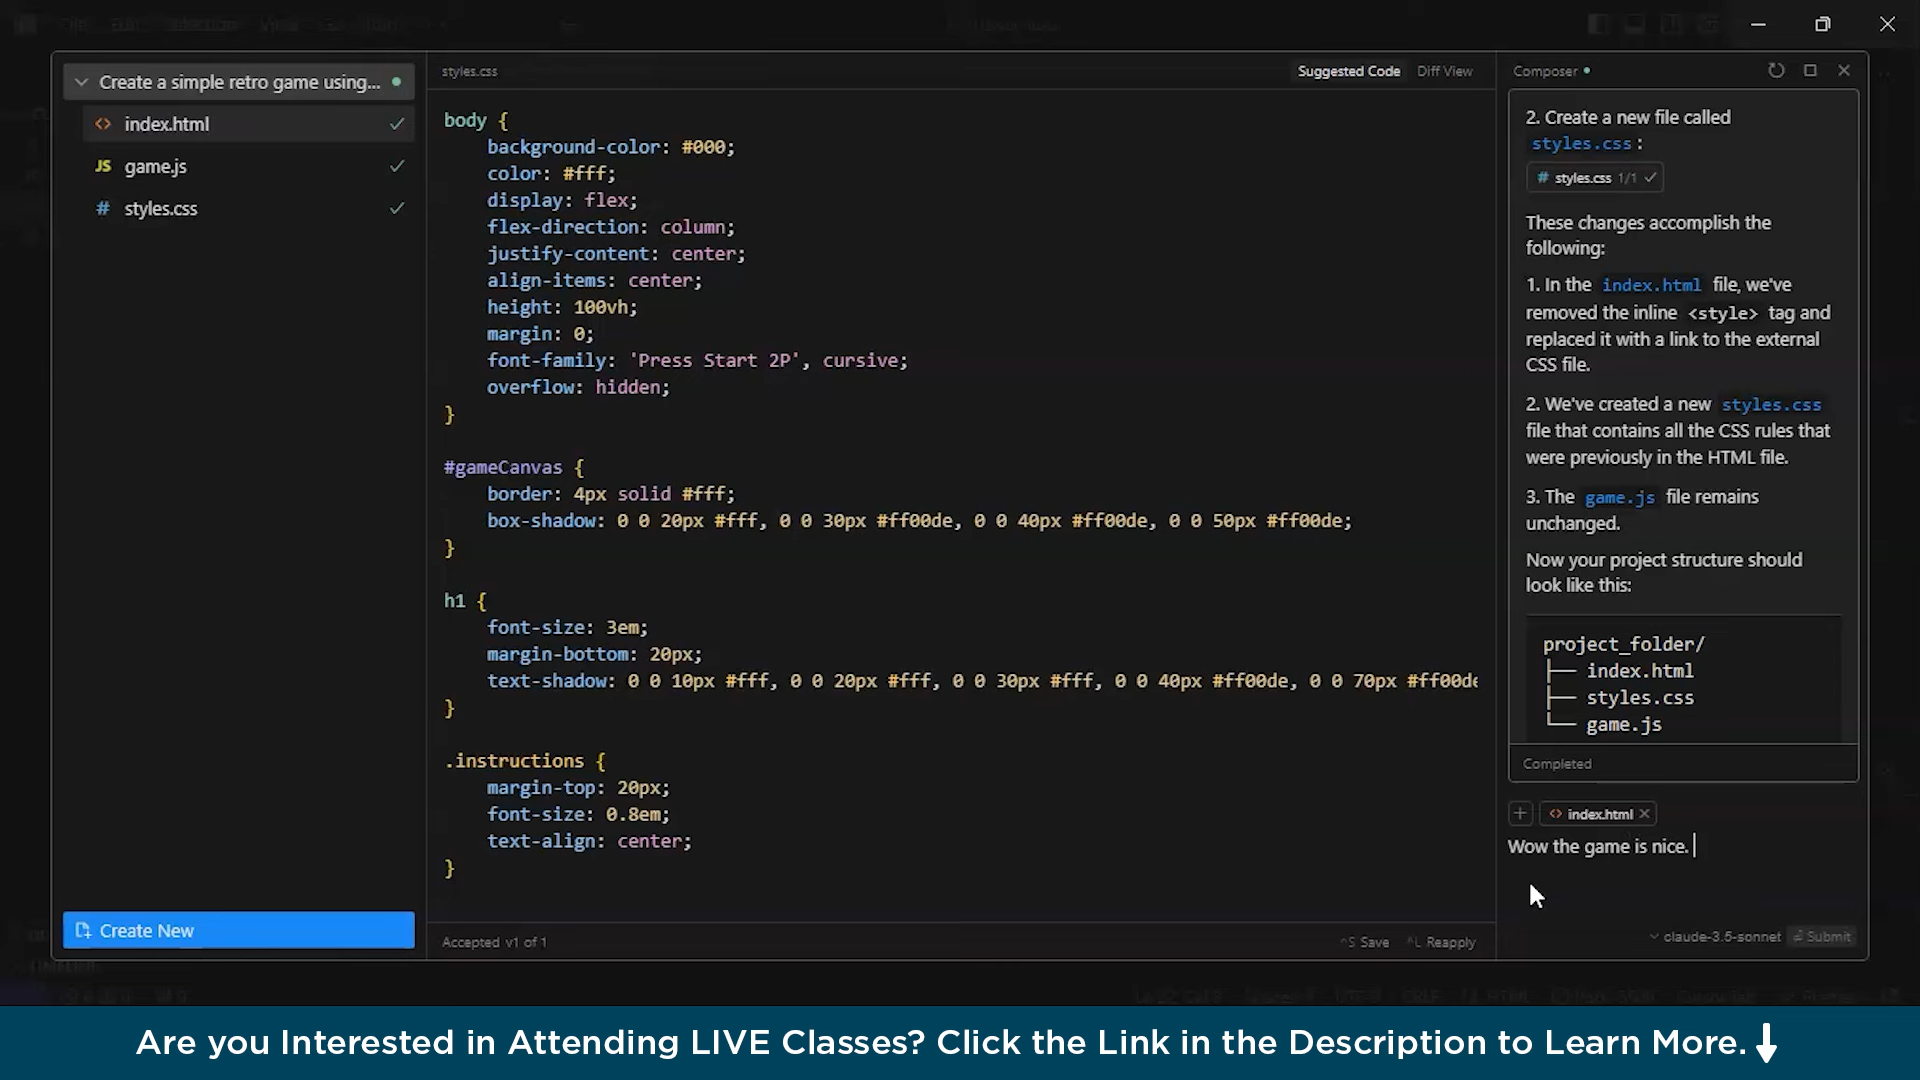 Create a simple retro game using...
index.html
JS game.js
# styles.css
Create New
styles.css
Suggested Code
Diff View
body {
    background-color: #000;
    color: #fff;
    display: flex;
    flex-direction: column;
    justify-content: center;
    align-items: center;
    height: 100vh;
    margin: 0;
    font-family: 'Press Start 2P', cursive;
    overflow: hidden;
}
#gameCanvas {
    border: 4px solid #fff;
    box-shadow: 0 0 20px #fff, 0 0 30px #ff00de, 0 0 40px #ff00de, 0 0 50px #ff00de;
}
h1 {
    font-size: 3em;
    margin-bottom: 20px;
    text-shadow: 0 0 10px #fff, 0 0 20px #fff, 0 0 30px #fff, 0 0 40px #ff00de, 0 0 70px #ff00de
}
.instructions {
    margin-top: 20px;
    font-size: 0.8em;
    text-align: center;
}
Accepted v1 of 1
^S Save
^L Reapply
Composer
2. Create a new file called
styles.css:
# styles.css 1/1
These changes accomplish the
following:
1. In the index.html file, we've
removed the inline <style> tag and
replaced it with a link to the external
CSS file.
2. We've created a new styles.css
file that contains all the CSS rules that
were previously in the HTML file.
3. The game.js file remains
unchanged.
Now your project structure should
look like this:
project_folder/
├── index.html
├── styles.css
└── game.js
Completed
index.html
Wow the game is nice.
claude-3.5-sonnet
Submit
Are you Interested in Attending LIVE Classes? Click the Link in the Description to Learn More.